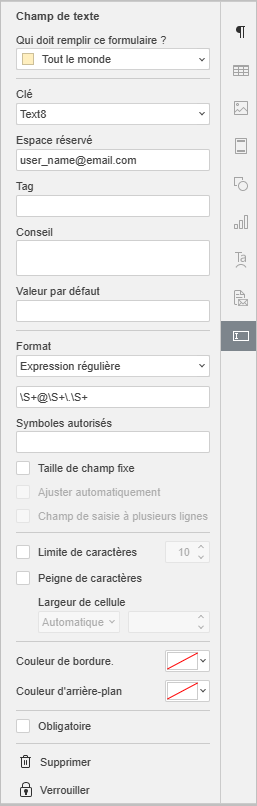 Champ de texte
Qui doit remplir ce formulaire ?
Tout le monde
Clé
Text8
Espace réservé
user_name@email.com
Tag
Conseil
Valeur par défaut
Format
Expression régulière
\S+@\S+\.\S+
Symboles autorisés
Taille de champ fixe
Ajuster automatiquement
Champ de saisie à plusieurs lignes
Limite de caractères 10
Peigne de caractères
Largeur de cellule
Automatique
Couleur de bordure.
Couleur d'arrière-plan
Obligatoire
Supprimer
Verrouiller
¶
Ta